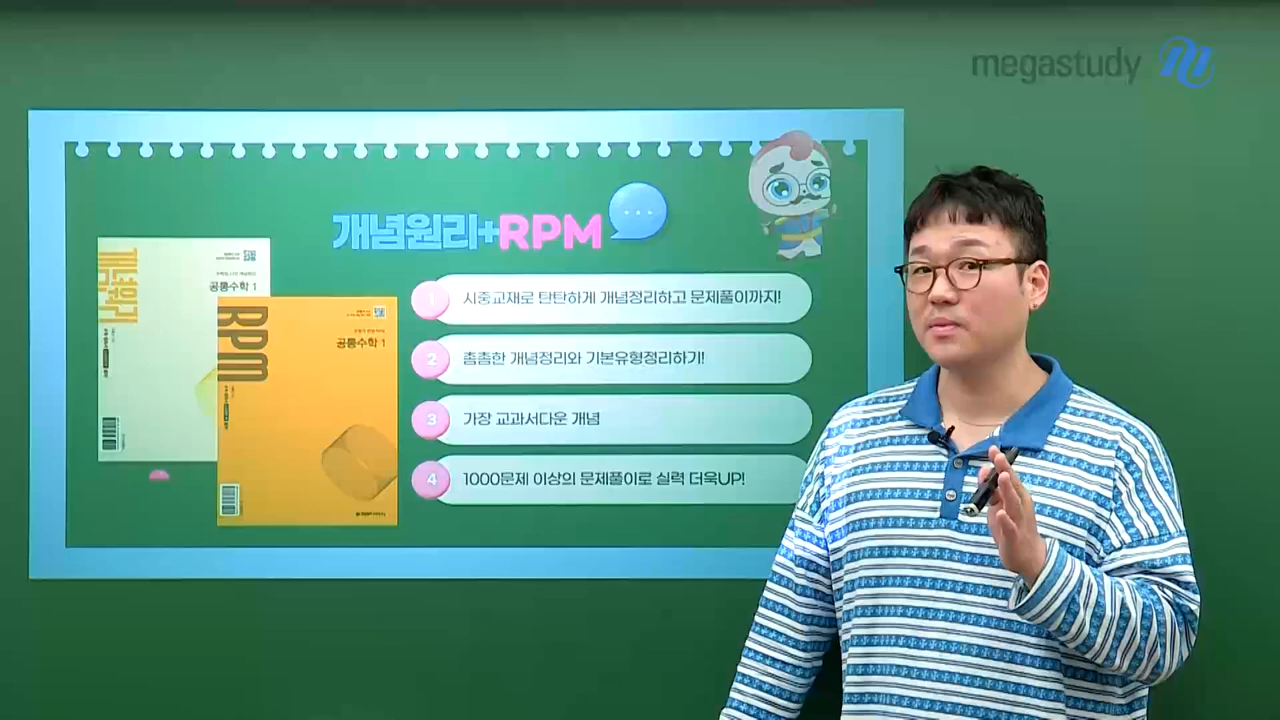 megastudy
개념원리+RPM
개념원리
공통수학 1
RPM
공통수학 1
1 시중교재로 탄탄하게 개념정리하고 문제풀이까지!
2 촘촘한 개념정리와 기본유형정리하기!
3 가장 교과서다운 개념
4 1000문제 이상의 문제풀이로 실력 더욱UP!